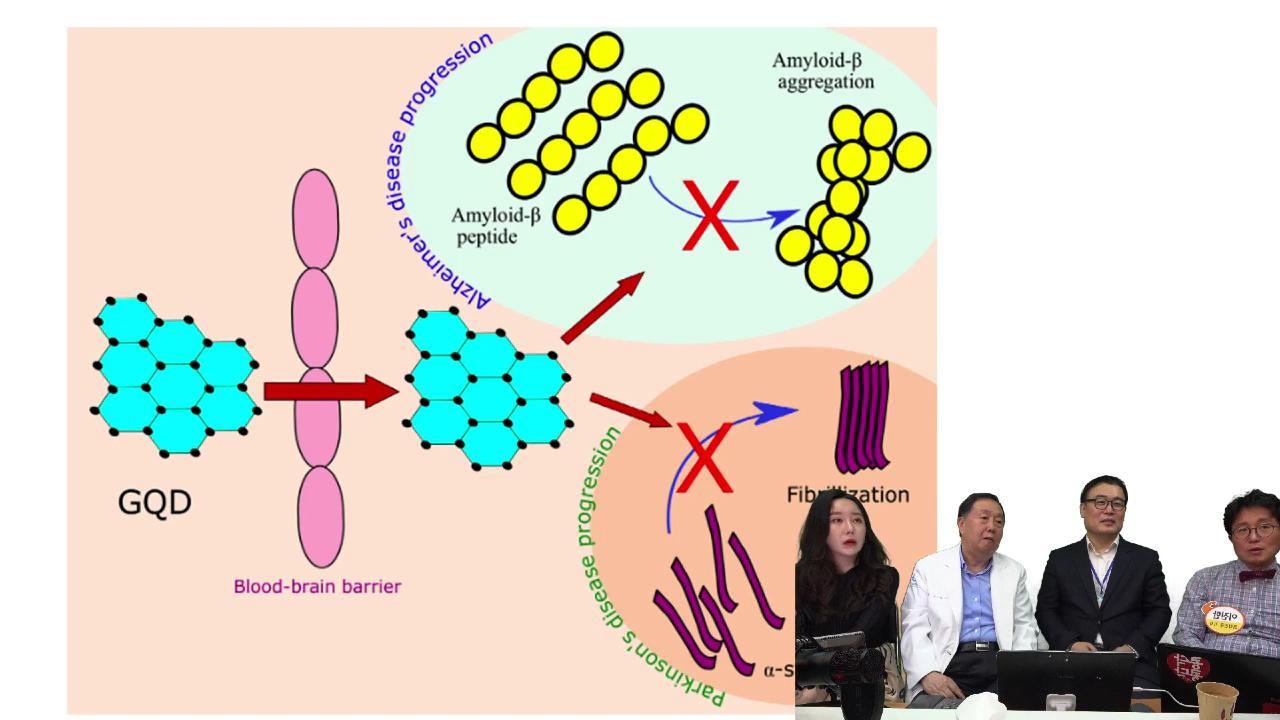 Alzheimer's disease progression
Amyloid-β
peptide
Amyloid-β
aggregation
GQD
Blood-brain barrier
Parkinson's disease progression
Fibrillization
α-s